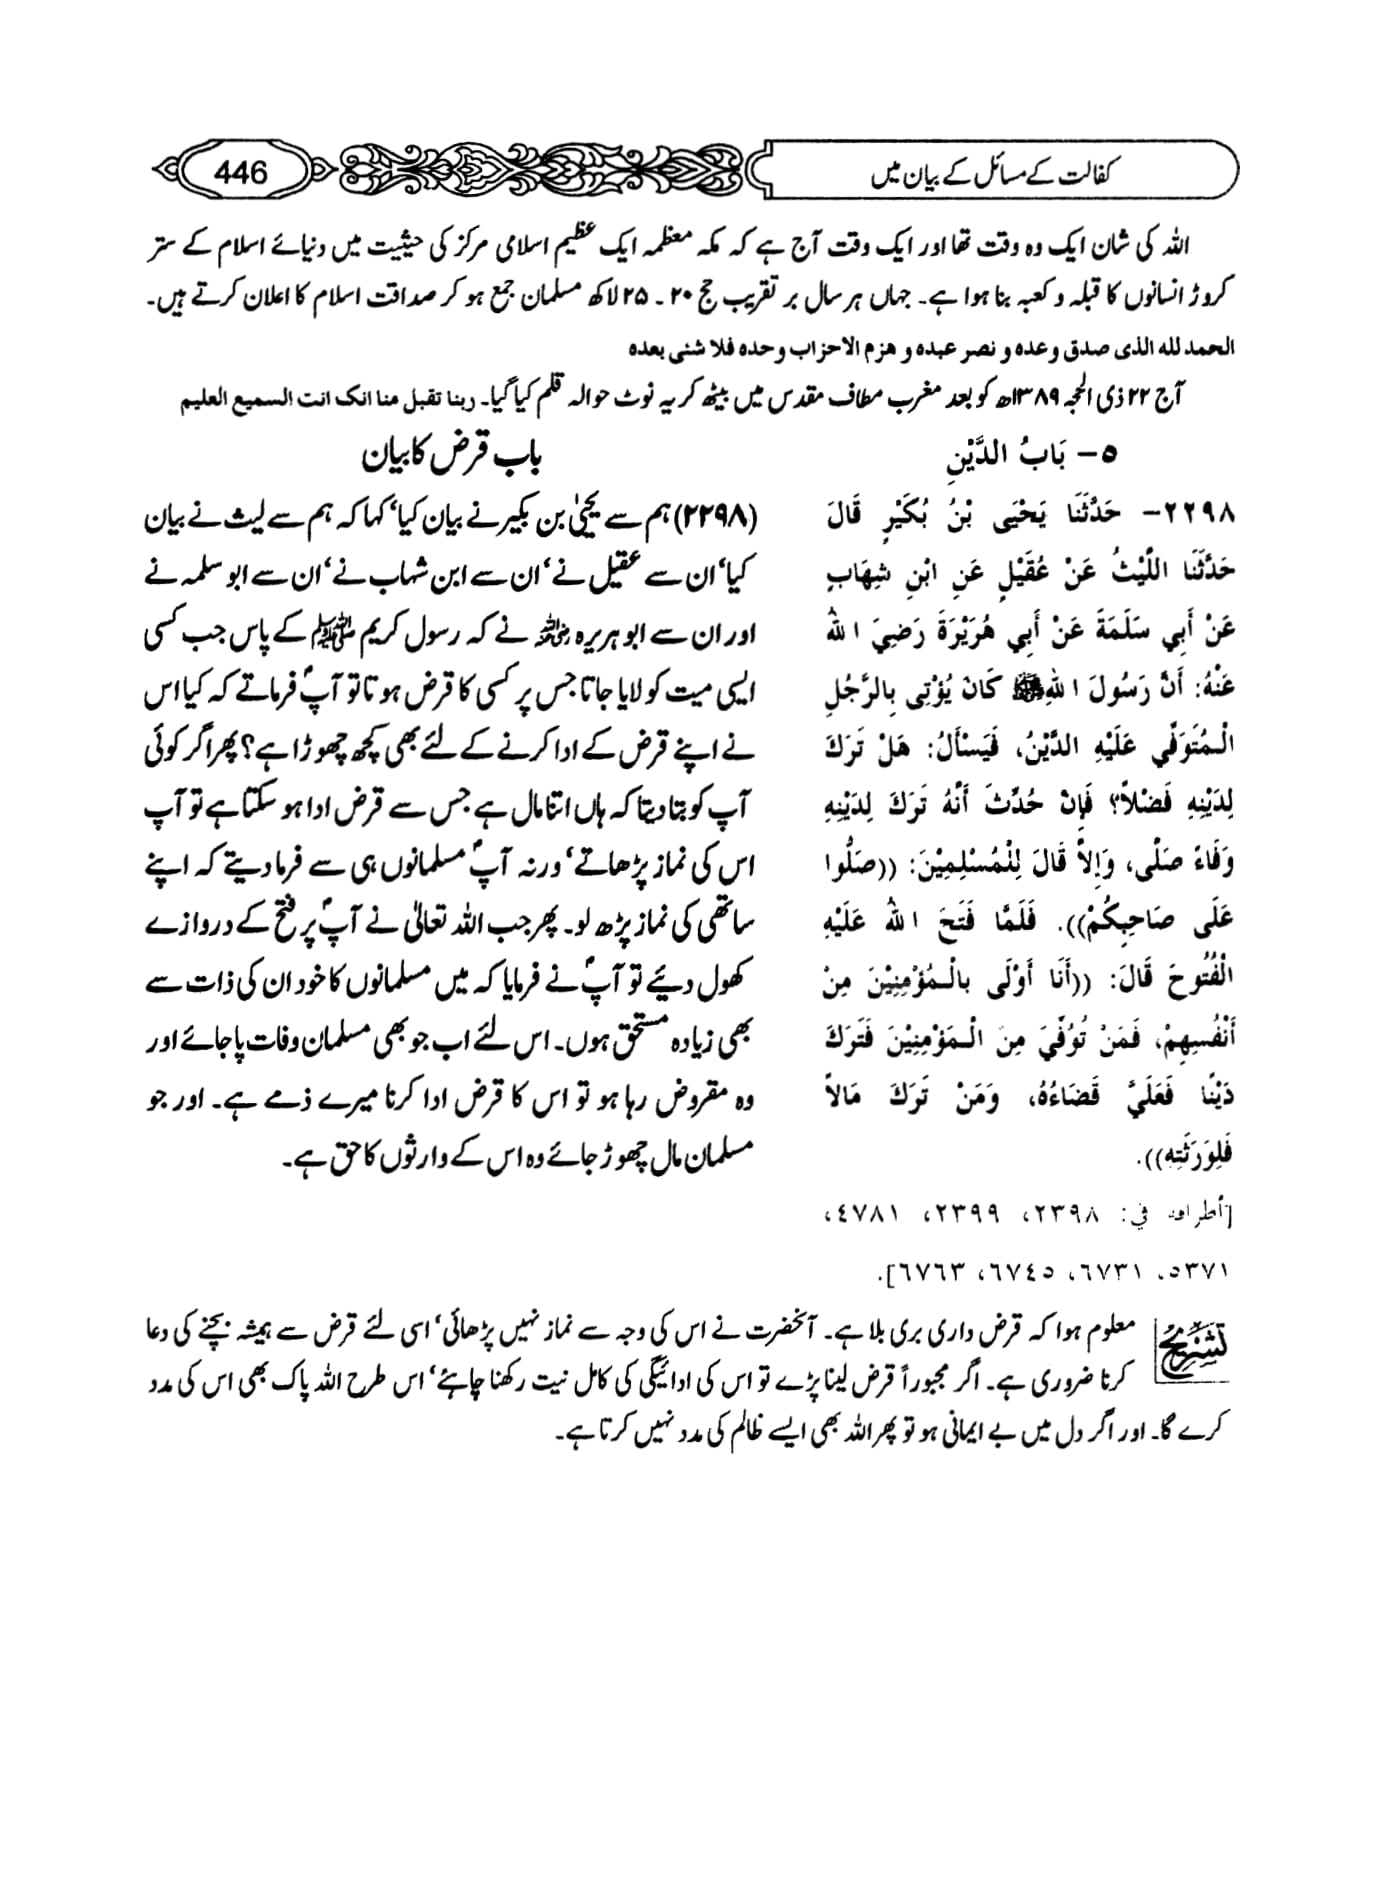 کفالت کے مسائل کے بیان میں
446
اللہ کی شان ایک وہ وقت تھا اور ایک وقت آج ہے کہ مکہ معظمہ ایک عظیم اسلامی مرکز کی حیثیت میں دنیائے اسلام کے ستر
کروڑ انسانوں کا قبلہ و کعبہ بنا ہوا ہے۔ جہاں ہر سال بر تقریب حج ۲۰ ۔ ۲۵ لاکھ مسلمان جمع ہو کر صداقت اسلام کا اعلان کرتے ہیں۔
الحمد لله الذی صدق وعدہ و نصر عبدہ و هزم الاحزاب وحدہ فلا شئی بعدہ
آج ۲۲ ذی الحجہ ۱۳۸۹ھ کو بعد مغرب مطاف مقدس میں بیٹھ کر یہ نوٹ حوالہ قلم کیا گیا۔ ربنا تقبل منا انک انت السمیع العلیم
٥– بَابُ الدَّيْنِ
٢٢٩٨– حَدَّثَنَا يَحْيَى بْنُ بُكَيْرٍ قَالَ
حَدَّثَنَا اللَّيْثُ عَنْ عُقَيْلٍ عَنِ ابْنِ شِهَابٍ
عَنْ أَبِي سَلَمَةَ عَنْ أَبِي هُرَيْرَةَ رَضِيَ اللهُ
عَنْهُ: أَنَّ رَسُولَ اللهِ ﷺ كَانَ يُؤْتِى بِالرَّجُلِ
الْمُتَوَفَّي عَلَيْهِ الدَّيْنُ، فَيَسْأَلُ: هَلْ تَرَكَ
لِدَيْنِهِ فَضْلاً؟ فَإِنْ حُدِّثَ أَنَّهُ تَرَكَ لِدَيْنِهِ
وَفَاءً صَلَّى، وَإِلاَّ قَالَ لِلْمُسْلِمِيْنَ: ((صَلُّوا
عَلَى صَاحِبِكُمْ)). فَلَمَّا فَتَحَ اللهُ عَلَيْهِ
الْفُتُوحَ قَالَ: ((أَنَا أَوْلَى بِالْمُؤْمِنِيْنَ مِنْ
أَنْفُسِهِمْ، فَمَنْ تُوُفِّيَ مِنَ الْمَؤْمِنِيْنَ فَتَرَكَ
دَيْنًا فَعَلَيَّ قَضَاءُهُ، وَمَنْ تَرَكَ مَالاً
فَلِوَرَثَتِهِ)).
[أطرافه في: ٢٣٩٨، ٢٣٩٩، ٤٧٨١،
٥٣٧١، ٦٧٣١، ٦٧٤٥، ٦٧٦٣].
باب قرض کا بیان
(۲۲۹۸) ہم سے یحییٰ بن بکیر نے بیان کیا‘ کہا کہ ہم سے لیث نے بیان
کیا‘ ان سے عقیل نے‘ ان سے ابن شہاب نے‘ ان سے ابو سلمہ نے
اور ان سے ابو ہریرہ رضی اللہ عنہ نے کہ رسول کریم ﷺ کے پاس جب کسی
ایسی میت کو لایا جاتا جس پر کسی کا قرض ہوتا تو آپؐ فرماتے کہ کیا اس
نے اپنے قرض کے ادا کرنے کے لئے بھی کچھ چھوڑا ہے؟ پھر اگر کوئی
آپ کو بتا دیتا کہ ہاں اتنا مال ہے جس سے قرض ادا ہو سکتا ہے تو آپ
اس کی نماز پڑھاتے‘ ورنہ آپؐ مسلمانوں ہی سے فرما دیتے کہ اپنے
ساتھی کی نماز پڑھ لو۔ پھر جب اللہ تعالیٰ نے آپؐ پر فتح کے دروازے
کھول دیئے تو آپؐ نے فرمایا کہ میں مسلمانوں کا خود ان کی ذات سے
بھی زیادہ مستحق ہوں۔ اس لئے اب جو بھی مسلمان وفات پا جائے اور
وہ مقروض رہا ہو تو اس کا قرض ادا کرنا میرے ذمے ہے۔ اور جو
مسلمان مال چھوڑ جائے وہ اس کے وارثوں کا حق ہے۔
تشریح
معلوم ہوا کہ قرض داری بری بلا ہے۔ آنحضرت نے اس کی وجہ سے نماز نہیں پڑھائی‘ اسی لئے قرض سے ہمیشہ بچنے کی دعا
کرنا ضروری ہے۔ اگر مجبوراً قرض لینا پڑے تو اس کی ادائیگی کی کامل نیت رکھنا چاہئے‘ اس طرح اللہ پاک بھی اس کی مدد
کرے گا۔ اور اگر دل میں بے ایمانی ہو تو پھر اللہ بھی ایسے ظالم کی مدد نہیں کرتا ہے۔